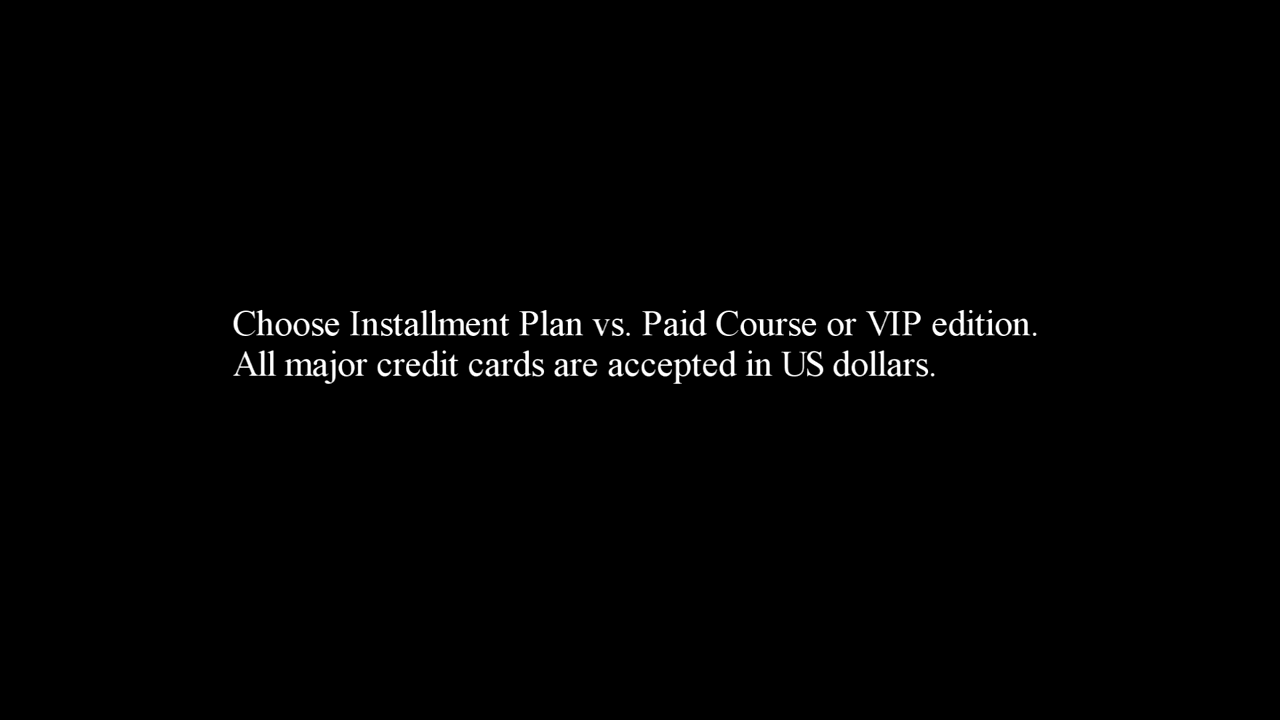 Choose Installment Plan vs. Paid Course or VIP edition.
All major credit cards are accepted in US dollars.